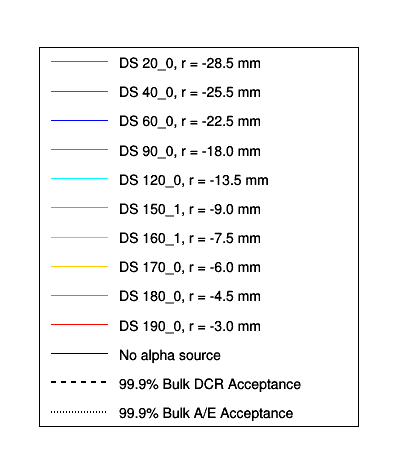 DS 20_0, r = -28.5 mm
DS 40_0, r = -25.5 mm
DS 60_0, r = -22.5 mm
DS 90_0, r = -18.0 mm
DS 120_0, r = -13.5 mm
DS 150_1, r = -9.0 mm
DS 160_1, r = -7.5 mm
DS 170_0, r = -6.0 mm
DS 180_0, r = -4.5 mm
DS 190_0, r = -3.0 mm
No alpha source
99.9% Bulk DCR Acceptance
99.9% Bulk A/E Acceptance